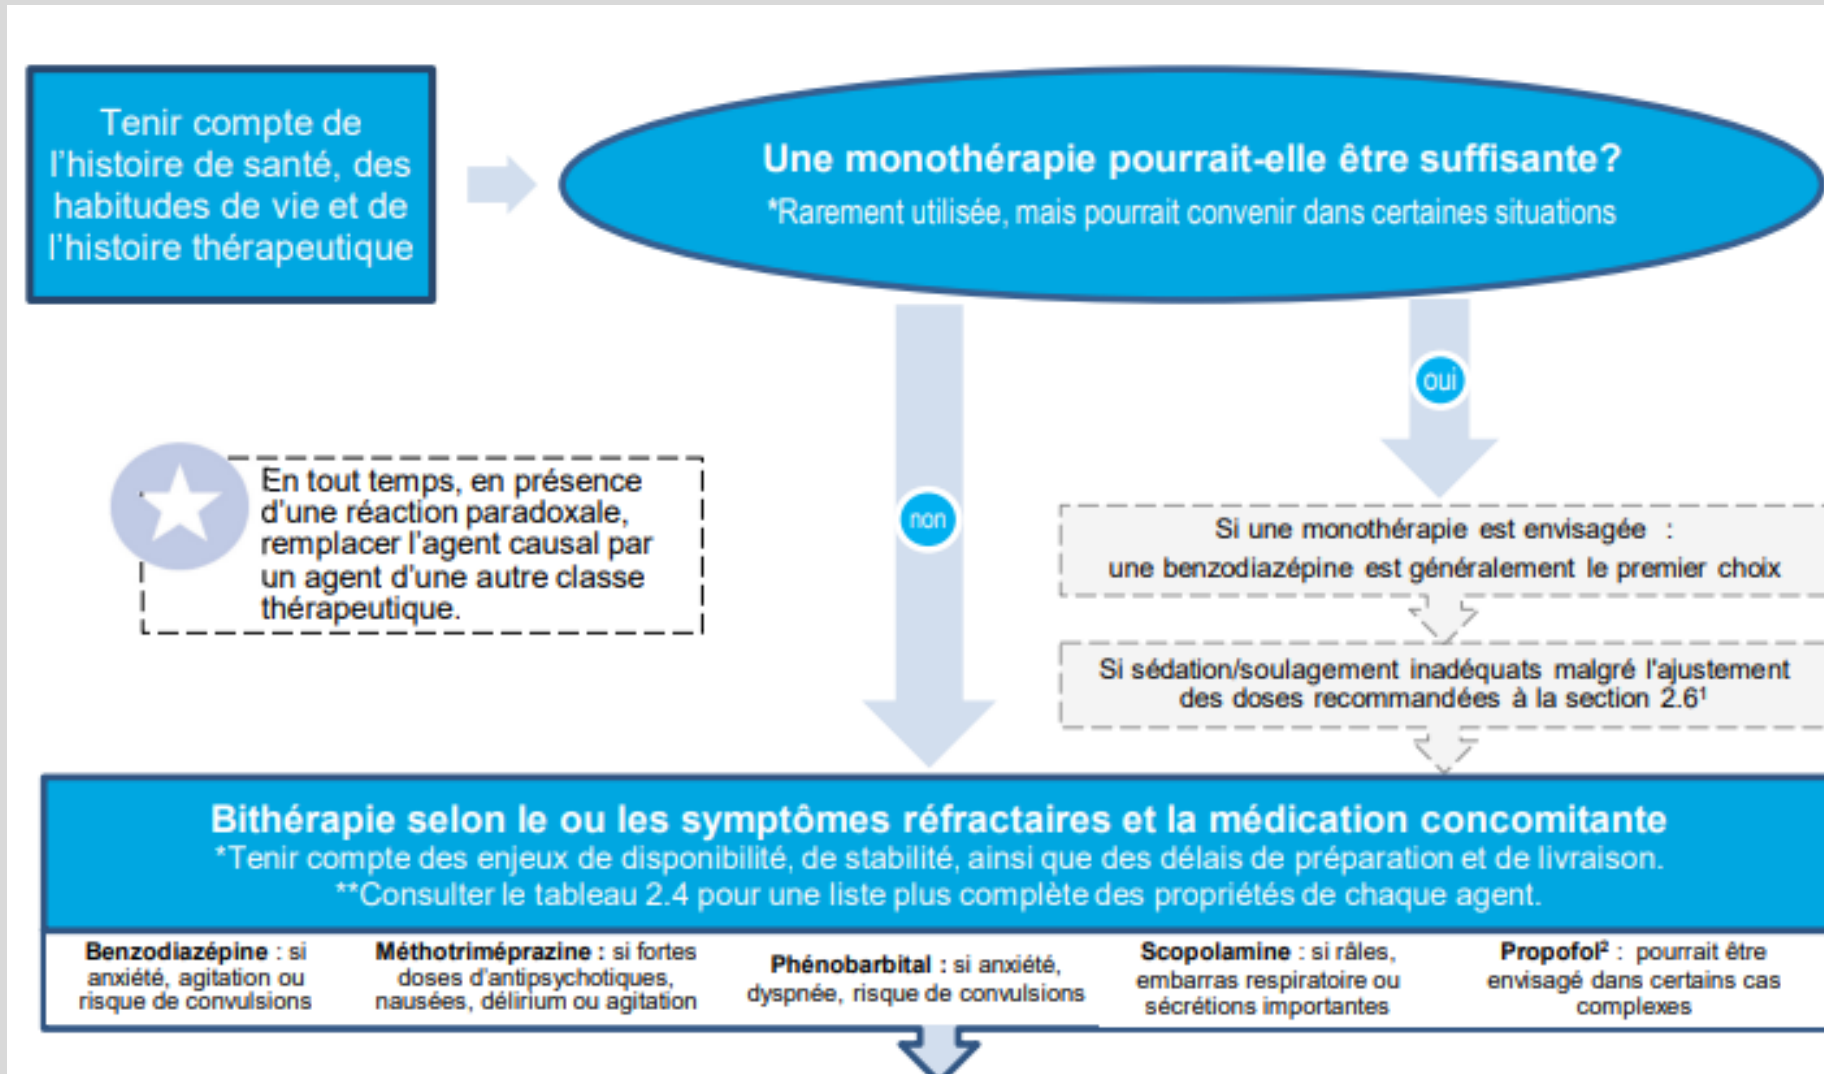 Tenir compte de
l'histoire de santé, des
habitudes de vie et de
l'histoire thérapeutique
Une monothérapie pourrait-elle être suffisante?
*Rarement utilisée, mais pourrait convenir dans certaines situations
oui
En tout temps, en présence
d'une réaction paradoxale,
remplacer l'agent causal par
un agent d'une autre classe
thérapeutique.
non
Si une monothérapie est envisagée :
une benzodiazépine est généralement le premier choix
Si sédation/soulagement inadéquats malgré l'ajustement
des doses recommandées à la section 2.6¹
Bithérapie selon le ou les symptômes réfractaires et la médication concomitante
*Tenir compte des enjeux de disponibilité, de stabilité, ainsi que des délais de préparation et de livraison.
**Consulter le tableau 2.4 pour une liste plus complète des propriétés de chaque agent.
Benzodiazépine : si
anxiété, agitation ou
risque de convulsions
Méthotriméprazine : si fortes
doses d'antipsychotiques,
nausées, délirium ou agitation
Phénobarbital : si anxiété,
dyspnée, risque de convulsions
Scopolamine : si râles,
embarras respiratoire ou
sécrétions importantes
Propofol² : pourrait être
envisagé dans certains cas
complexes